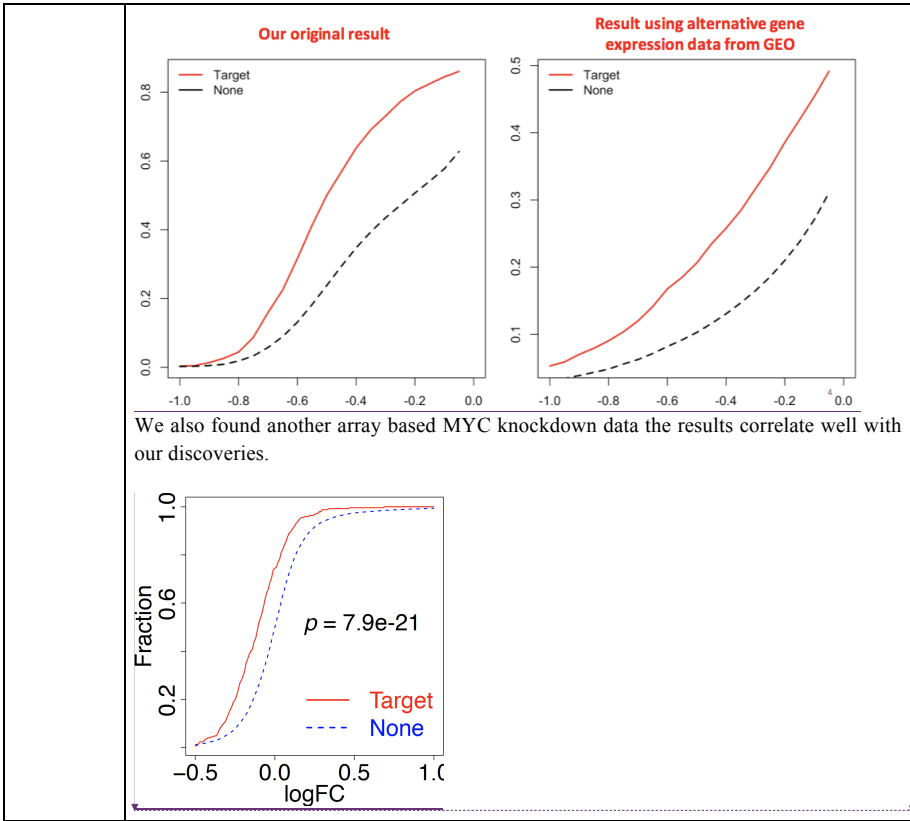 Our original result
Result using alternative gene
expression data from GEO
Target
None
0.0
0.2
0.4
0.6
0.8
-1.0 -0.8 -0.6 -0.4 -0.2 0.0
Target
None
0.1
0.2
0.3
0.4
0.5
-1.0 -0.8 -0.6 -0.4 -0.2 0.0
4
We also found another array based MYC knockdown data the results correlate well with
our discoveries.
Fraction
0.2
0.6
1.0
p = 7.9e-21
Target
None
−0.5 0.0 0.5 1.0
logFC